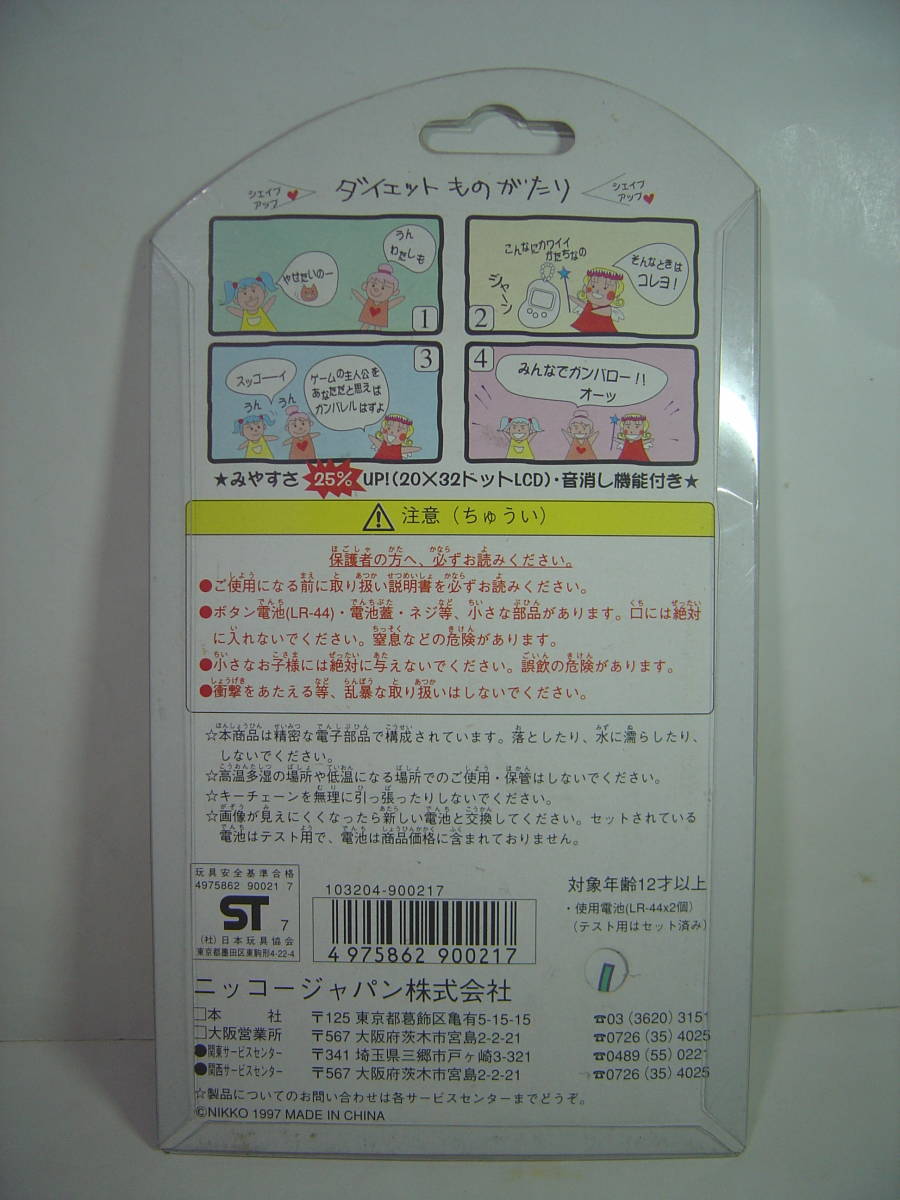 シェイプアップ♥
ダイエットものがたり
シェイプアップ♥
やせたいのー
うん わたしも
1
こんなにカワイイ かたちなの
ジャーン
そんなときは コレヨ!
2
スッゴーーイ
うん うん
ゲームの主人公を
あなただと思えば
ガンバレルはずよ
3
4
みんなでガンバロー!!
オーッ
★みやすさ 25% UP!(20×32ドットLCD)・音消し機能付き★
注意(ちゅうい)
保護者の方へ、必ずお読みください。
●ご使用になる前に取り扱い説明書を必ずお読みください。
●ボタン電池(LR-44)・電池蓋・ネジ等、小さな部品があります。口には絶対
に入れないでください。窒息などの危険があります。
●小さなお子様には絶対に与えないでください。誤飲の危険があります。
●衝撃をあたえる等、乱暴な取り扱いはしないでください。
☆本商品は精密な電子部品で構成されています。落としたり、水に濡らしたり、
しないでください。
☆高温多湿の場所や低温になる場所でのご使用・保管はしないでください。
☆キーチェーンを無理に引っ張ったりしないでください。
☆画像が見えにくくなったら新しい電池と交換してください。セットされている
電池はテスト用で、電池は商品価格に含まれておりません。
玩具安全基準合格
4975862 90021 7
ST 7
(社)日本玩具協会
東京都墨田区東駒形4-22-4
103204-900217
4 975862 900217
対象年齢12才以上
・使用電池(LR-44x2個)
(テスト用はセット済み)
ニッコージャパン株式会社
□本 社 〒125 東京都葛飾区亀有5-15-15 ☎03 (3620) 3151
□大阪営業所 〒567 大阪府茨木市宮島2-2-21 ☎0726 (35) 4025
●関東サービスセンター 〒341 埼玉県三郷市戸ヶ崎3-321 ☎0489 (55) 0221
●関西サービスセンター 〒567 大阪府茨木市宮島2-2-21 ☎0726 (35) 4025
☆製品についてのお問い合わせは各サービスセンターまでどうぞ。
©NIKKO 1997 MADE IN CHINA